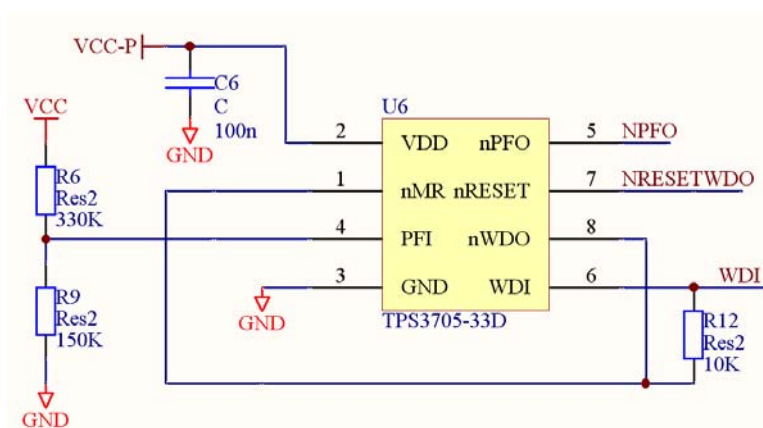 VCC-P
C6
C
100n
GND
VCC
R6
Res2
330K
R9
Res2
150K
GND
U6
2 VDD nPFO 5 NPFO
1 nMR nRESET 7 NRESETWDO
4 PFI nWDO 8
3 GND WDI 6 WDI
GND
TPS3705-33D
R12
Res2
10K